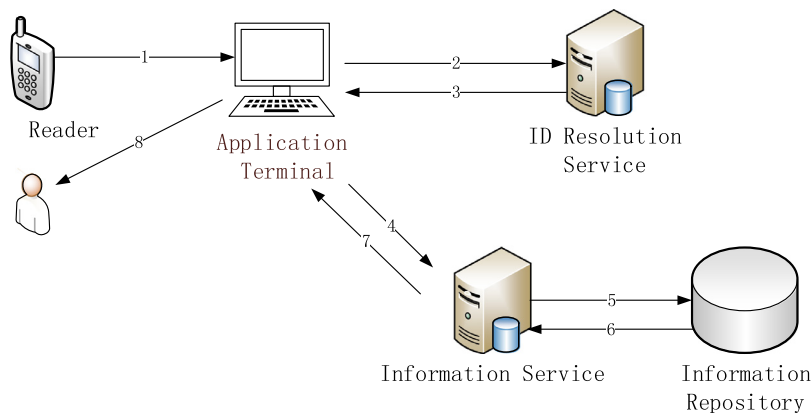 1
2
3
Reader
8
Application
Terminal
ID Resolution
Service
4
7
5
6
Information Service
Information
Repository